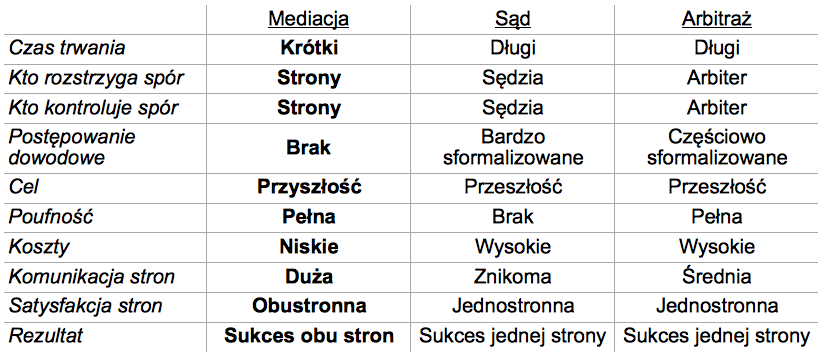 Mediacja Sąd Arbitraż
Czas trwania Krótki Długi Długi
Kto rozstrzyga spór Strony Sędzia Arbiter
Kto kontroluje spór Strony Sędzia Arbiter
Postępowanie dowodowe Brak Bardzo sformalizowane Częściowo sformalizowane
Cel Przyszłość Przeszłość Przeszłość
Poufność Pełna Brak Pełna
Koszty Niskie Wysokie Wysokie
Komunikacja stron Duża Znikoma Średnia
Satysfakcja stron Obustronna Jednostronna Jednostronna
Rezultat Sukces obu stron Sukces jednej strony Sukces jednej strony